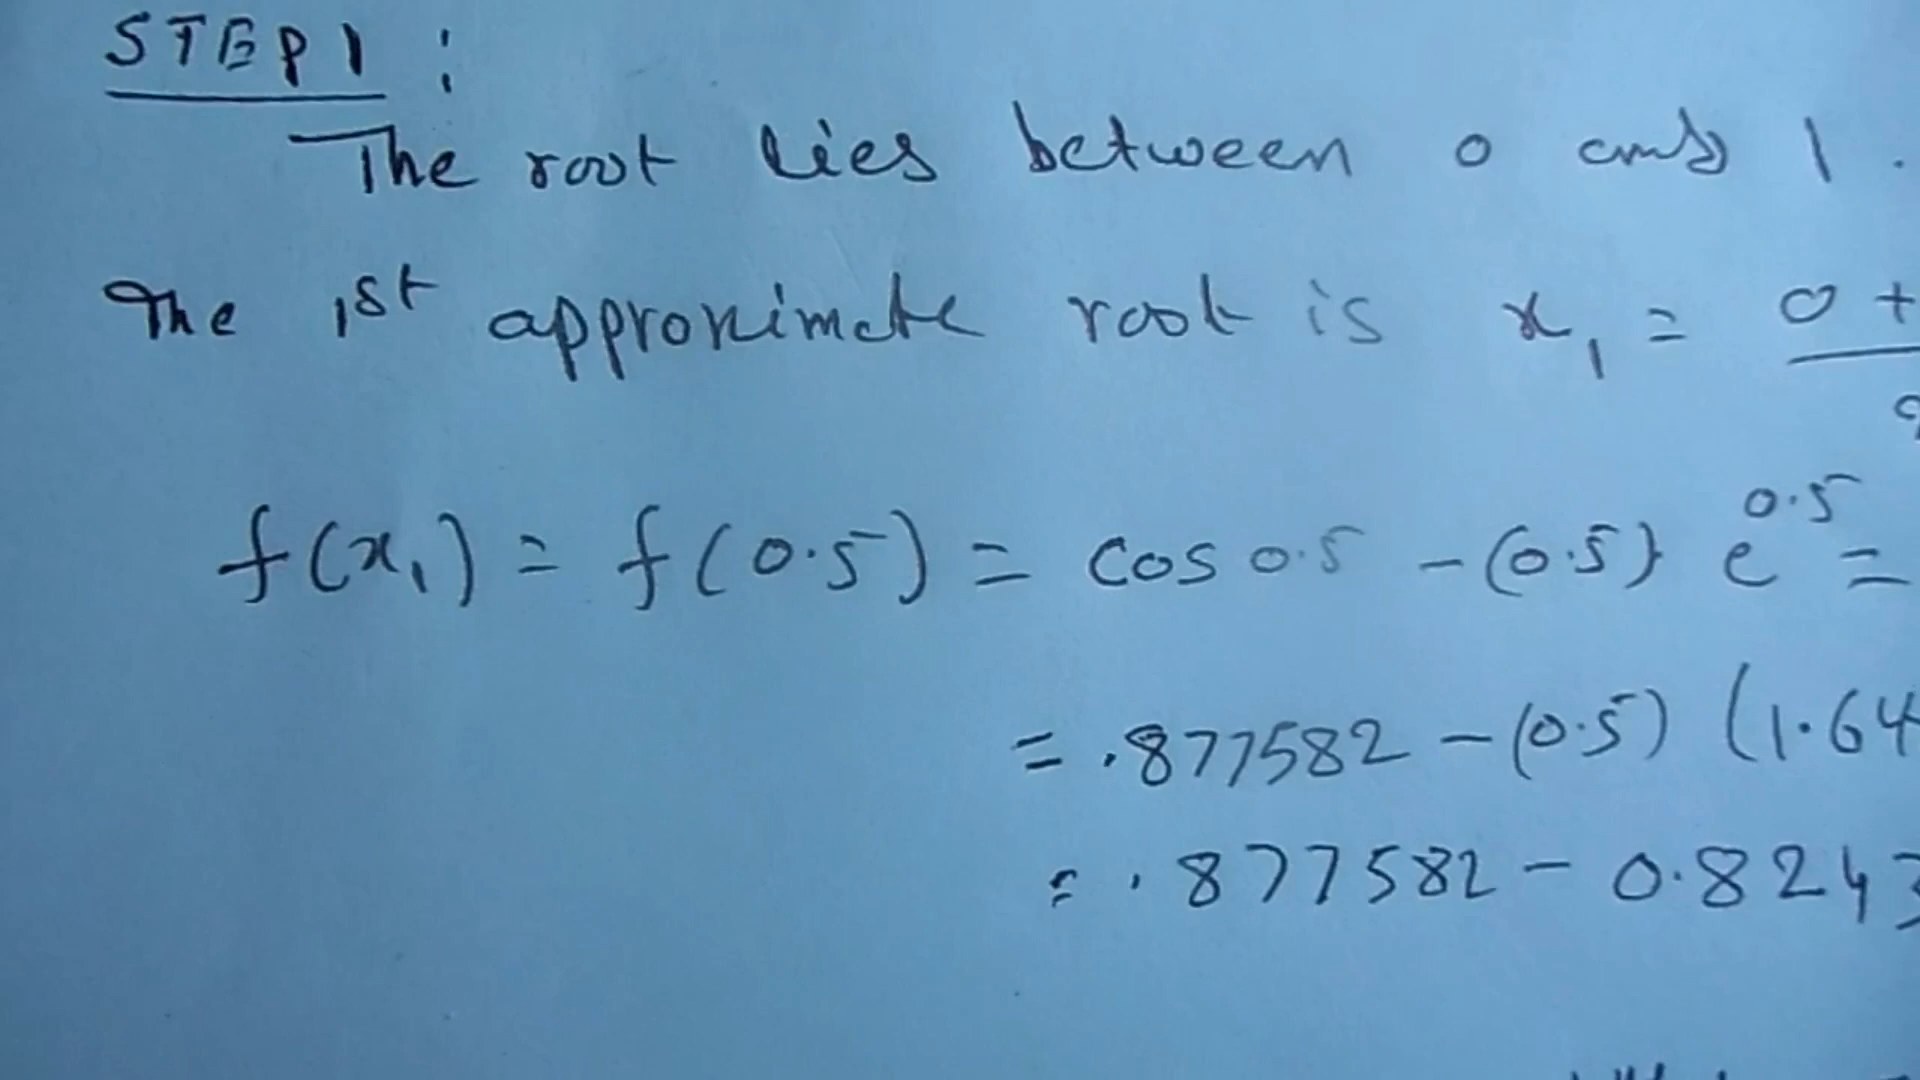 STEP 1 :
The root lies between 0 and 1 .
The 1st approximate root is x₁ = 0 +
f(x₁) = f(0.5) = cos 0.5 - (0.5) e^0.5 =
= .877582 - (0.5) (1.64
= .877582 - 0.8243